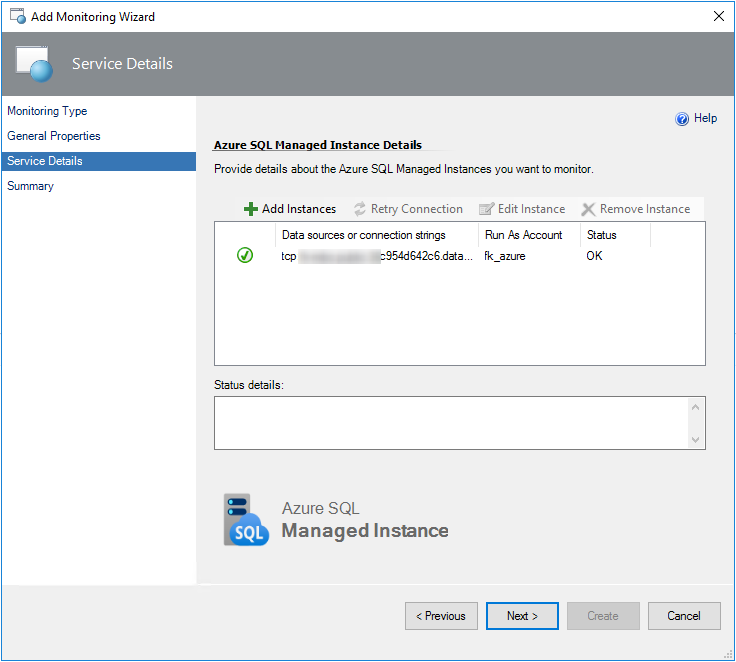 Add Monitoring Wizard
Service Details
Monitoring Type
General Properties
Service Details
Summary
Help
Azure SQL Managed Instance Details
Provide details about the Azure SQL Managed Instances you want to monitor.
Add Instances Retry Connection Edit Instance Remove Instance
Data sources or connection strings Run As Account Status
tcp c954d642c6.data... fk_azure OK
Status details:
SQL
Azure SQL
Managed Instance
< Previous Next > Create Cancel